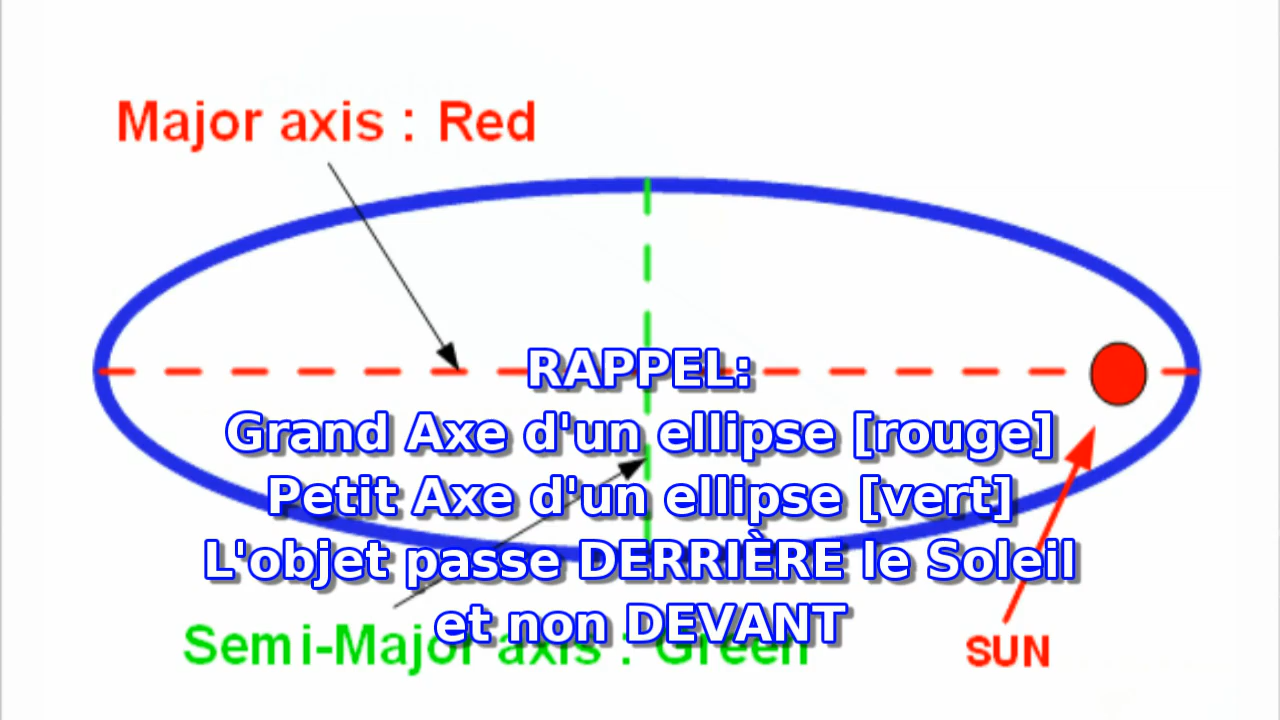 Major axis : Red
RAPPEL:
Grand Axe d'un ellipse [rouge]
Petit Axe d'un ellipse [vert]
L'objet passe DERRIÈRE le Soleil
et non DEVANT
Semi-Major axis : Green
SUN